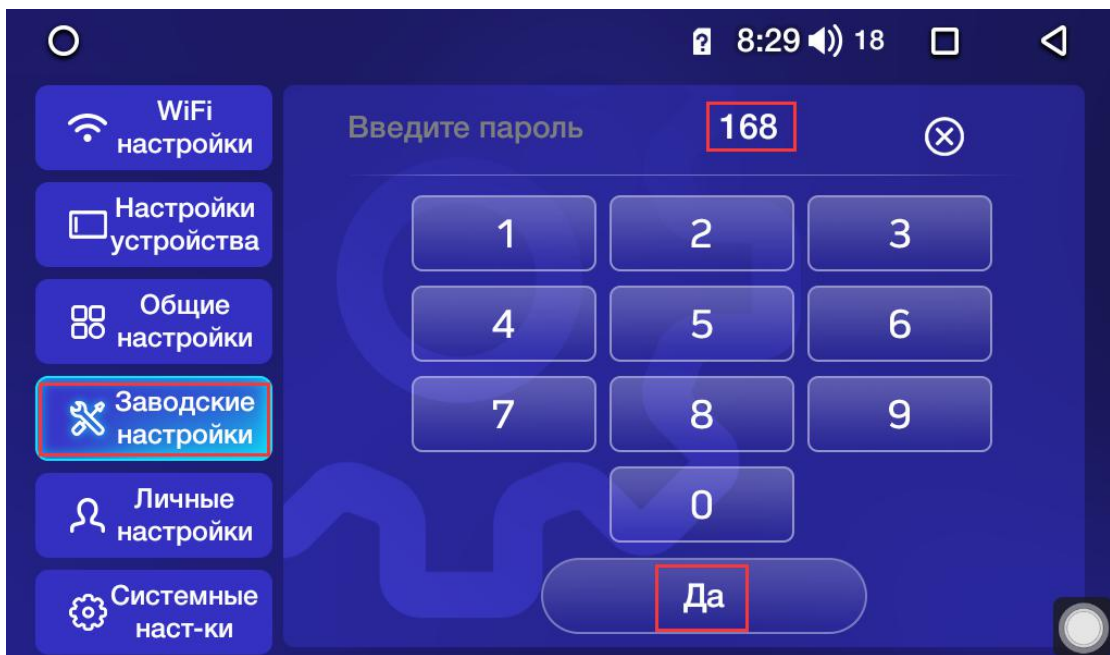 8:29 18
WiFi
настройки
Настройки
устройства
Общие
настройки
Заводские
настройки
Личные
настройки
Системные
наст-ки
Введите пароль 168
1 2 3
4 5 6
7 8 9
0
Да